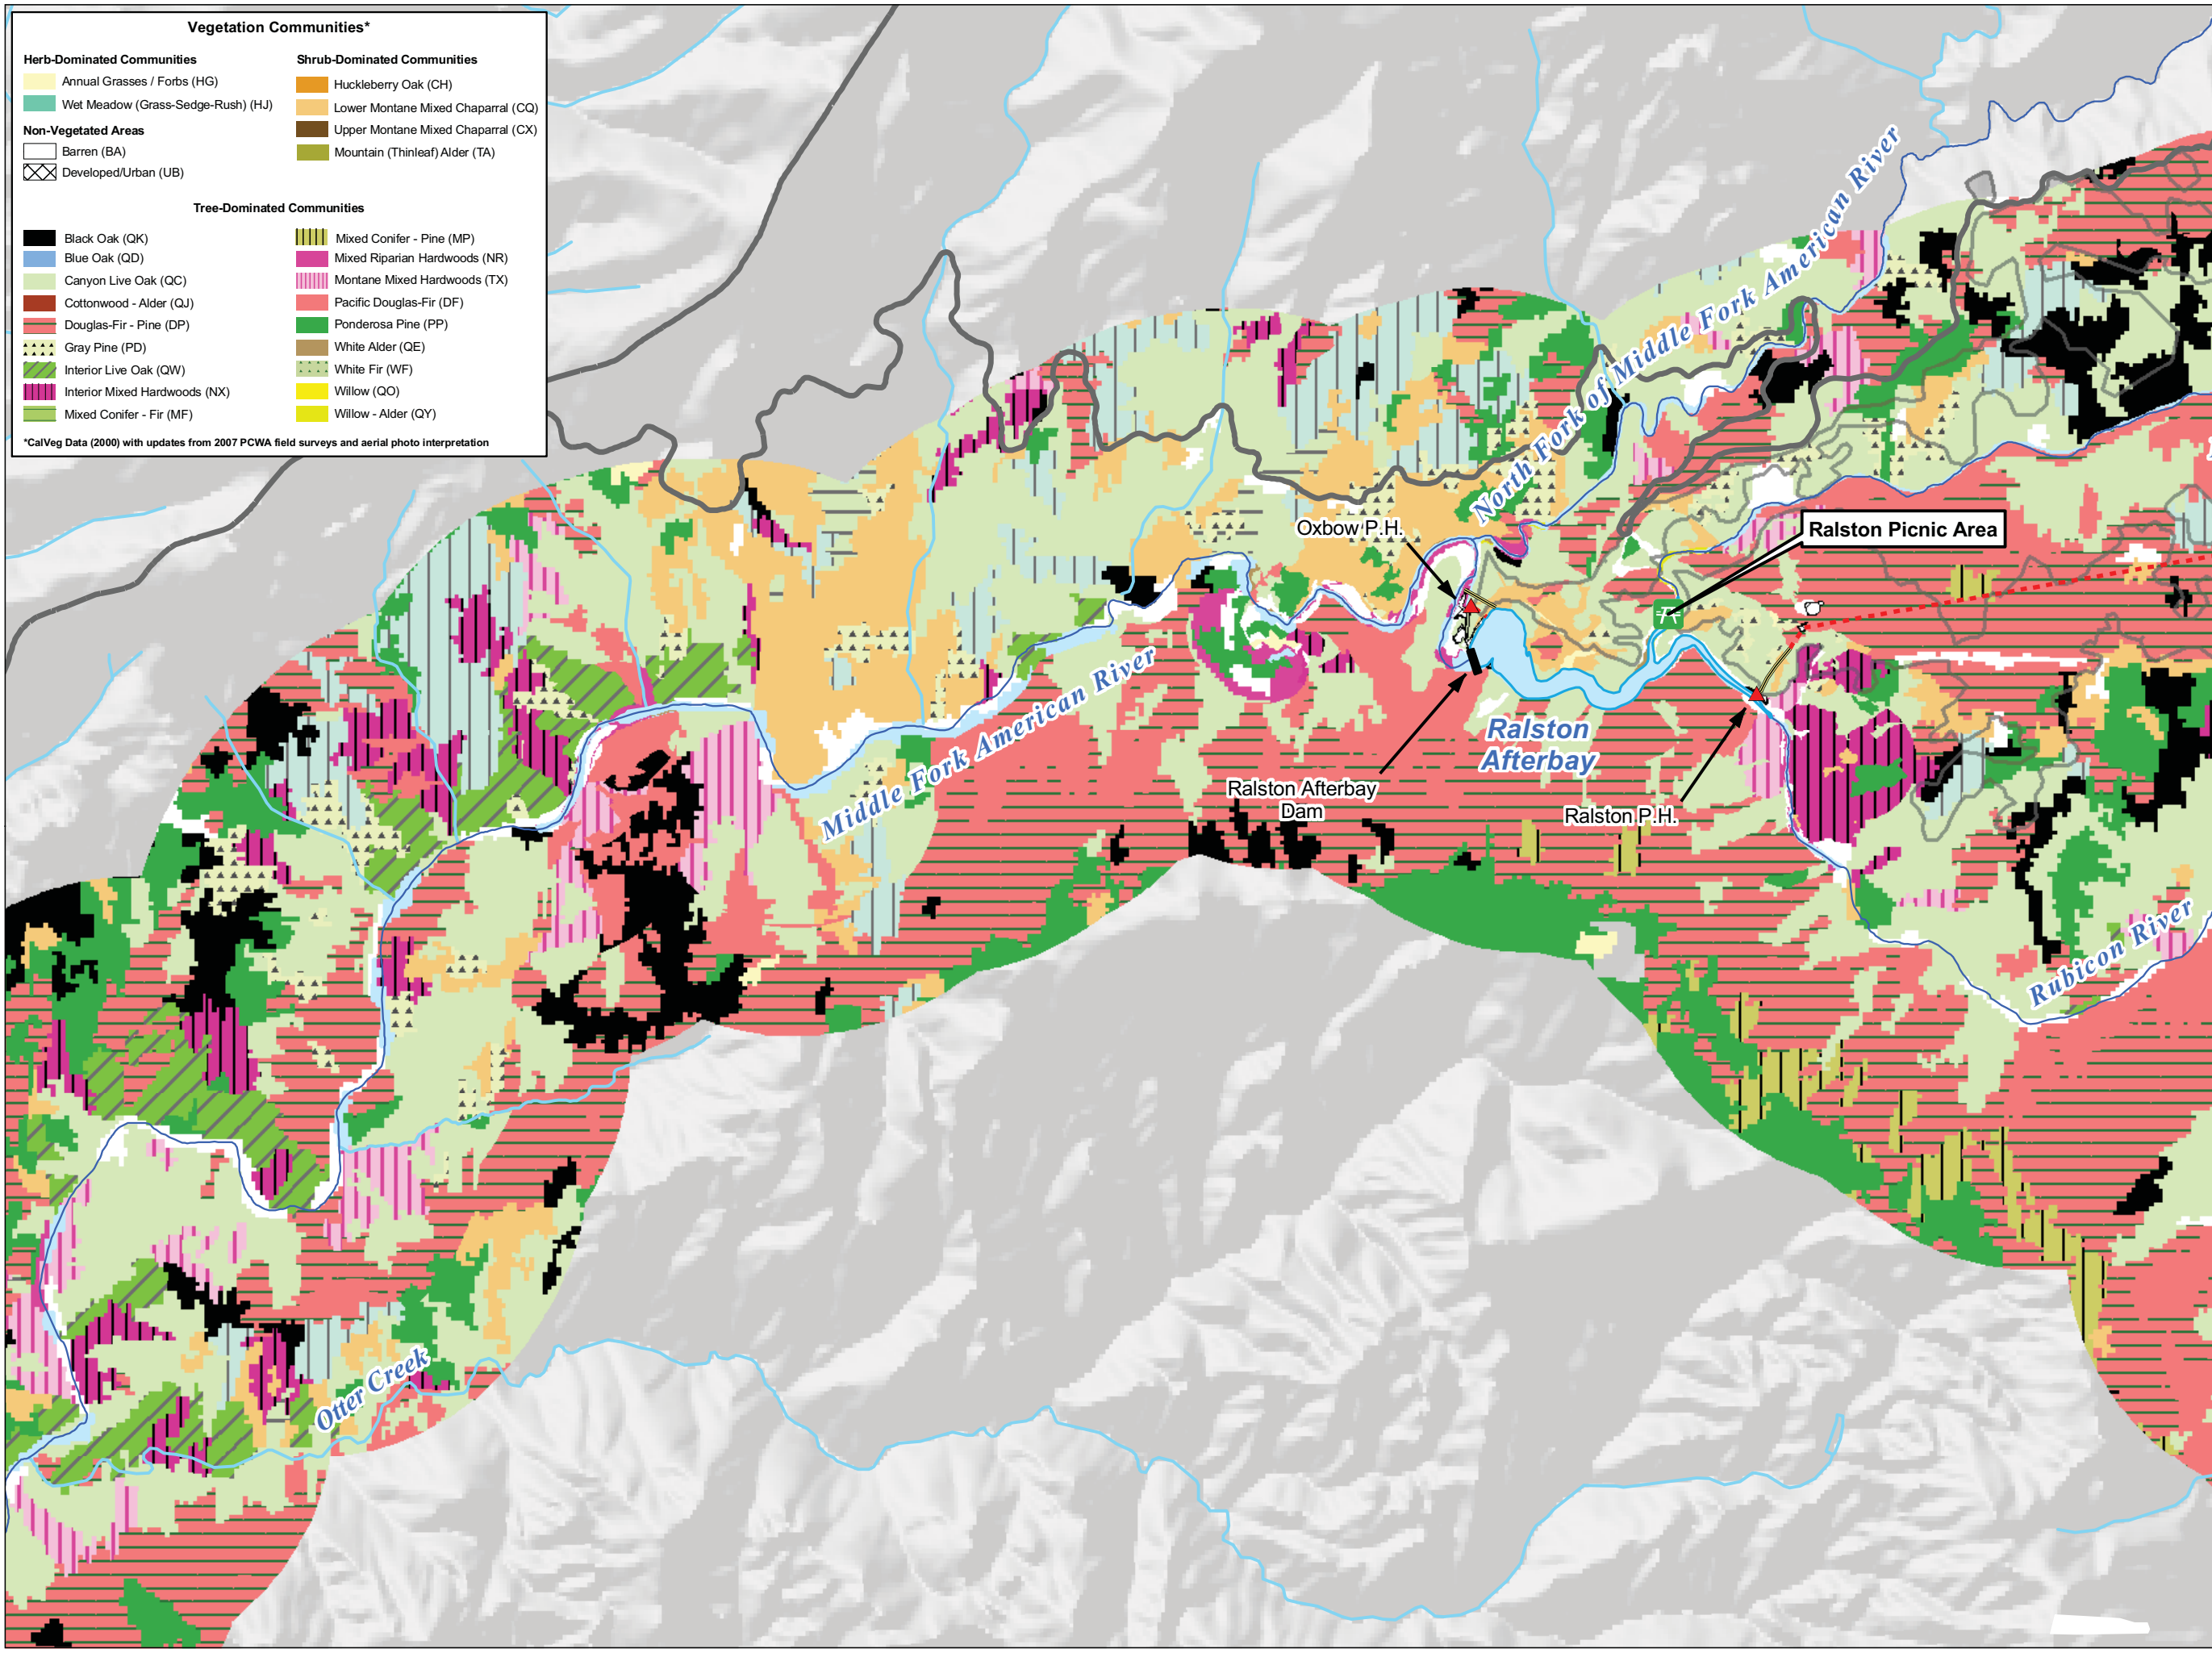 Vegetation Communities*
Herb-Dominated Communities
Annual Grasses / Forbs (HG)
Wet Meadow (Grass-Sedge-Rush) (HJ)
Non-Vegetated Areas
Barren (BA)
Developed/Urban (UB)
Shrub-Dominated Communities
Huckleberry Oak (CH)
Lower Montane Mixed Chaparral (CQ)
Upper Montane Mixed Chaparral (CX)
Mountain (Thinleaf) Alder (TA)
Tree-Dominated Communities
Black Oak (QK)
Blue Oak (QD)
Canyon Live Oak (QC)
Cottonwood - Alder (QJ)
Douglas-Fir - Pine (DP)
Gray Pine (PD)
Interior Live Oak (QW)
Interior Mixed Hardwoods (NX)
Mixed Conifer - Fir (MF)
Mixed Conifer - Pine (MP)
Mixed Riparian Hardwoods (NR)
Montane Mixed Hardwoods (TX)
Pacific Douglas-Fir (DF)
Ponderosa Pine (PP)
White Alder (QE)
White Fir (WF)
Willow (QO)
Willow - Alder (QY)
*CalVeg Data (2000) with updates from 2007 PCWA field surveys and aerial photo interpretation
North Fork of Middle Fork American River
Oxbow P.H.
Ralston Picnic Area
Middle Fork American River
Ralston
Afterbay
Ralston Afterbay
Dam
Ralston P.H.
Rubicon River
Otter Creek